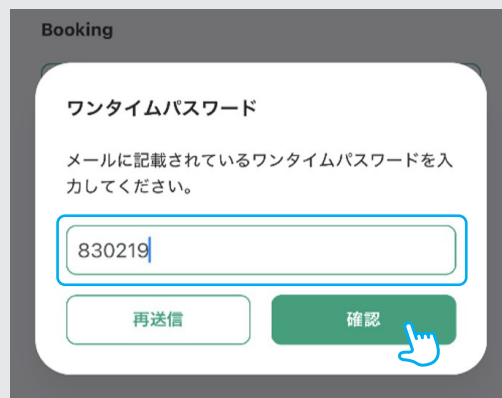 Booking
ワンタイムパスワード
メールに記載されているワンタイムパスワードを入
力してください。
830219
再送信
確認